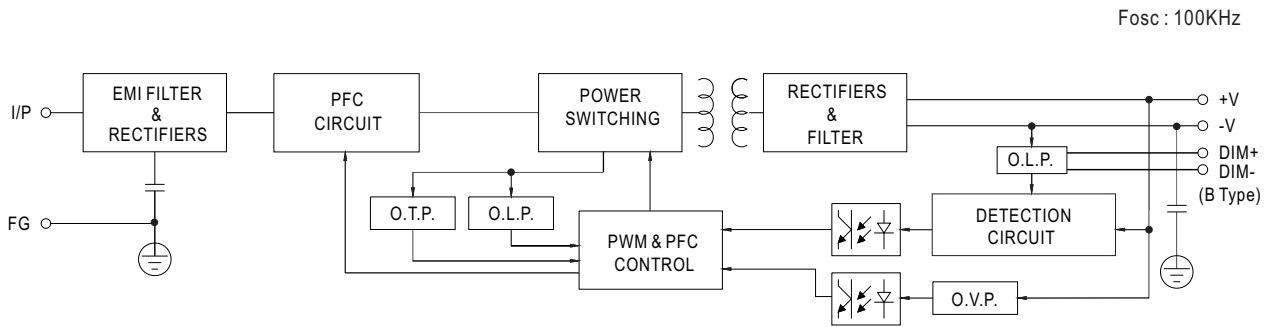 Fosc : 100KHz
I/P
EMI FILTER
&
RECTIFIERS
PFC
CIRCUIT
POWER
SWITCHING
RECTIFIERS
&
FILTER
+V
-V
DIM+
DIM-
(B Type)
O.L.P.
FG
O.T.P.
O.L.P.
PWM & PFC
CONTROL
DETECTION
CIRCUIT
O.V.P.